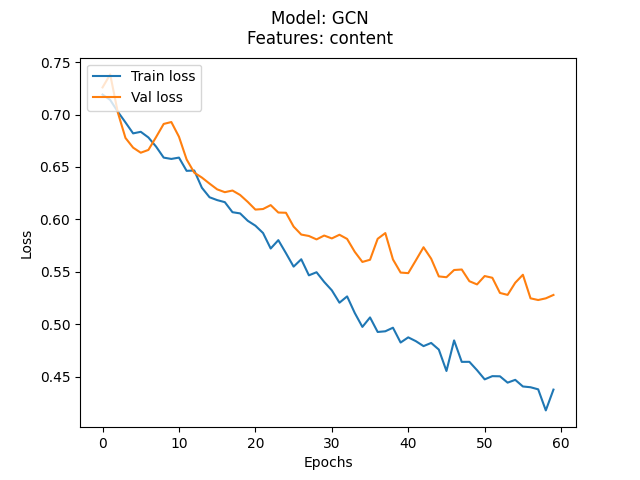 Model: GCN
Features: content
0.75
0.70
0.65
0.60
0.55
0.50
0.45
Loss
Train loss
Val loss
0 10 20 30 40 50 60
Epochs